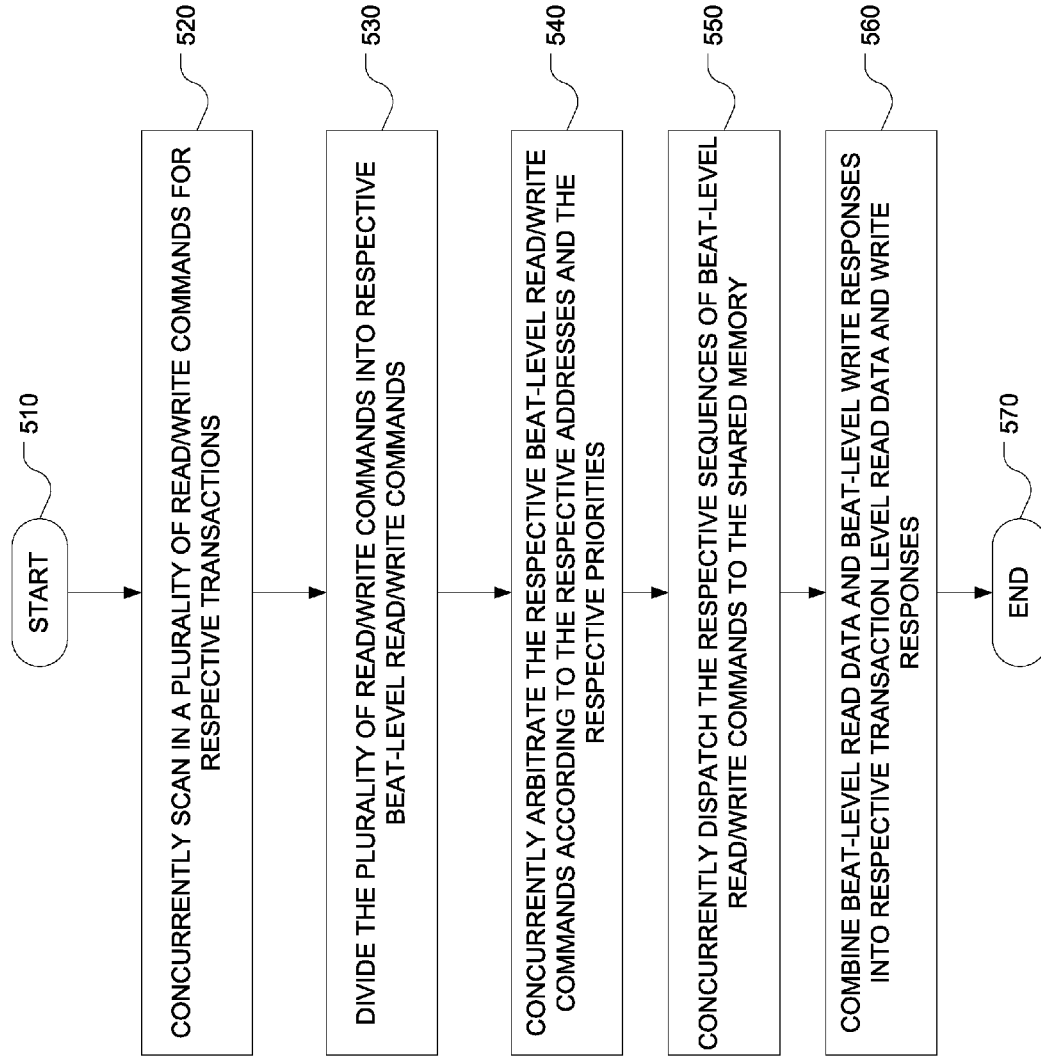 START
510
CONCURRENTLY SCAN IN A PLURALITY OF READ/WRITE COMMANDS FOR
RESPECTIVE TRANSACTIONS
520
DIVIDE THE PLURALITY OF READ/WRITE COMMANDS INTO RESPECTIVE
BEAT-LEVEL READ/WRITE COMMANDS
530
CONCURRENTLY ARBITRATE THE RESPECTIVE BEAT-LEVEL READ/WRITE
COMMANDS ACCORDING TO THE RESPECTIVE ADDRESSES AND THE
RESPECTIVE PRIORITIES
540
CONCURRENTLY DISPATCH THE RESPECTIVE SEQUENCES OF BEAT-LEVEL
READ/WRITE COMMANDS TO THE SHARED MEMORY
550
COMBINE BEAT-LEVEL READ DATA AND BEAT-LEVEL WRITE RESPONSES
INTO RESPECTIVE TRANSACTION LEVEL READ DATA AND WRITE
RESPONSES
560
END
570